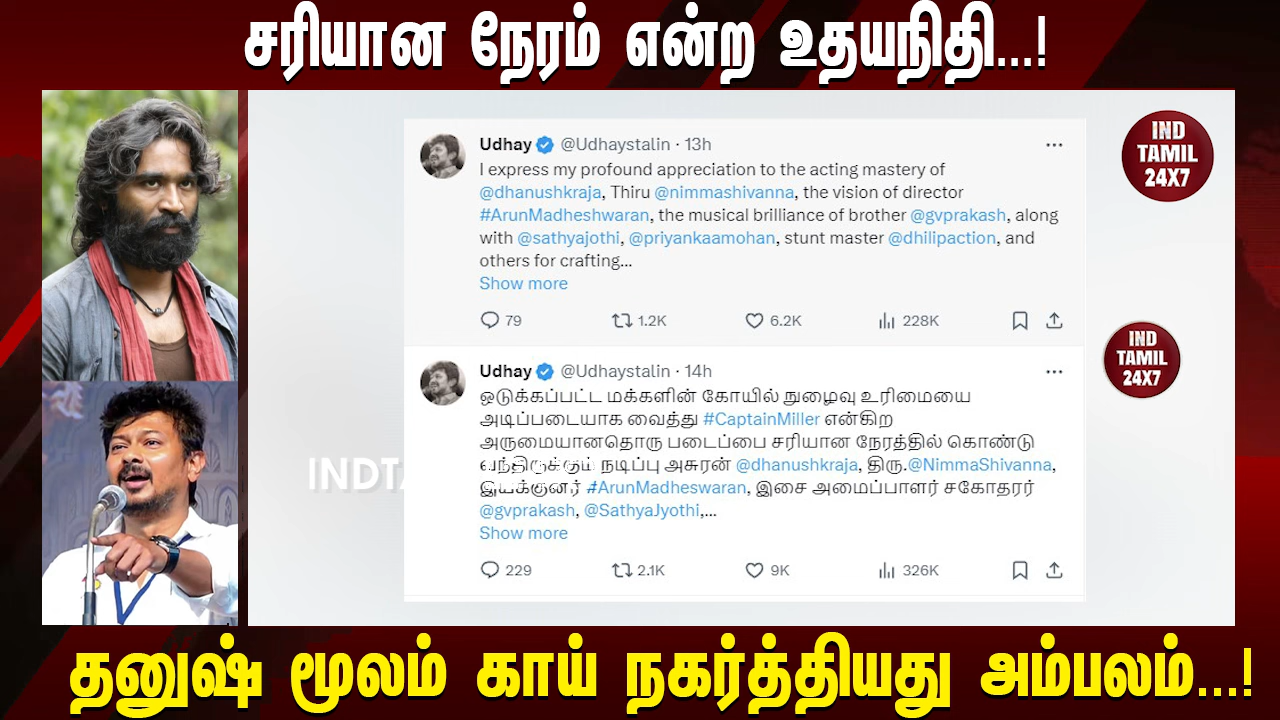 சரியான நேரம் என்ற உதயநிதி...!
IND
TAMIL
24X7
Udhay @Udhaystalin · 13h
I express my profound appreciation to the acting mastery of
@dhanushkraja, Thiru @nimmashivanna, the vision of director
#ArunMadheshwaran, the musical brilliance of brother @gvprakash, along
with @sathyajothi, @priyankaamohan, stunt master @dhilipaction, and
others for crafting...
Show more
79 1.2K 6.2K 228K
IND
TAMIL
24X7
Udhay @Udhaystalin · 14h
ஒடுக்கப்பட்ட மக்களின் கோயில் நுழைவு உரிமையை
அடிப்படையாக வைத்து #CaptainMiller என்கிற
அருமையானதொரு படைப்பை சரியான நேரத்தில் கொண்டு
வந்திருக்கும் நடிப்பு அசுரன் @dhanushkraja, திரு.@NimmaShivanna,
இயக்குனர் #ArunMadheswaran, இசை அமைப்பாளர் சகோதரர்
@gvprakash, @SathyaJyothi,...
Show more
229 2.1K 9K 326K
INDTA
தனுஷ் மூலம் காய் நகர்த்தியது அம்பலம்...!